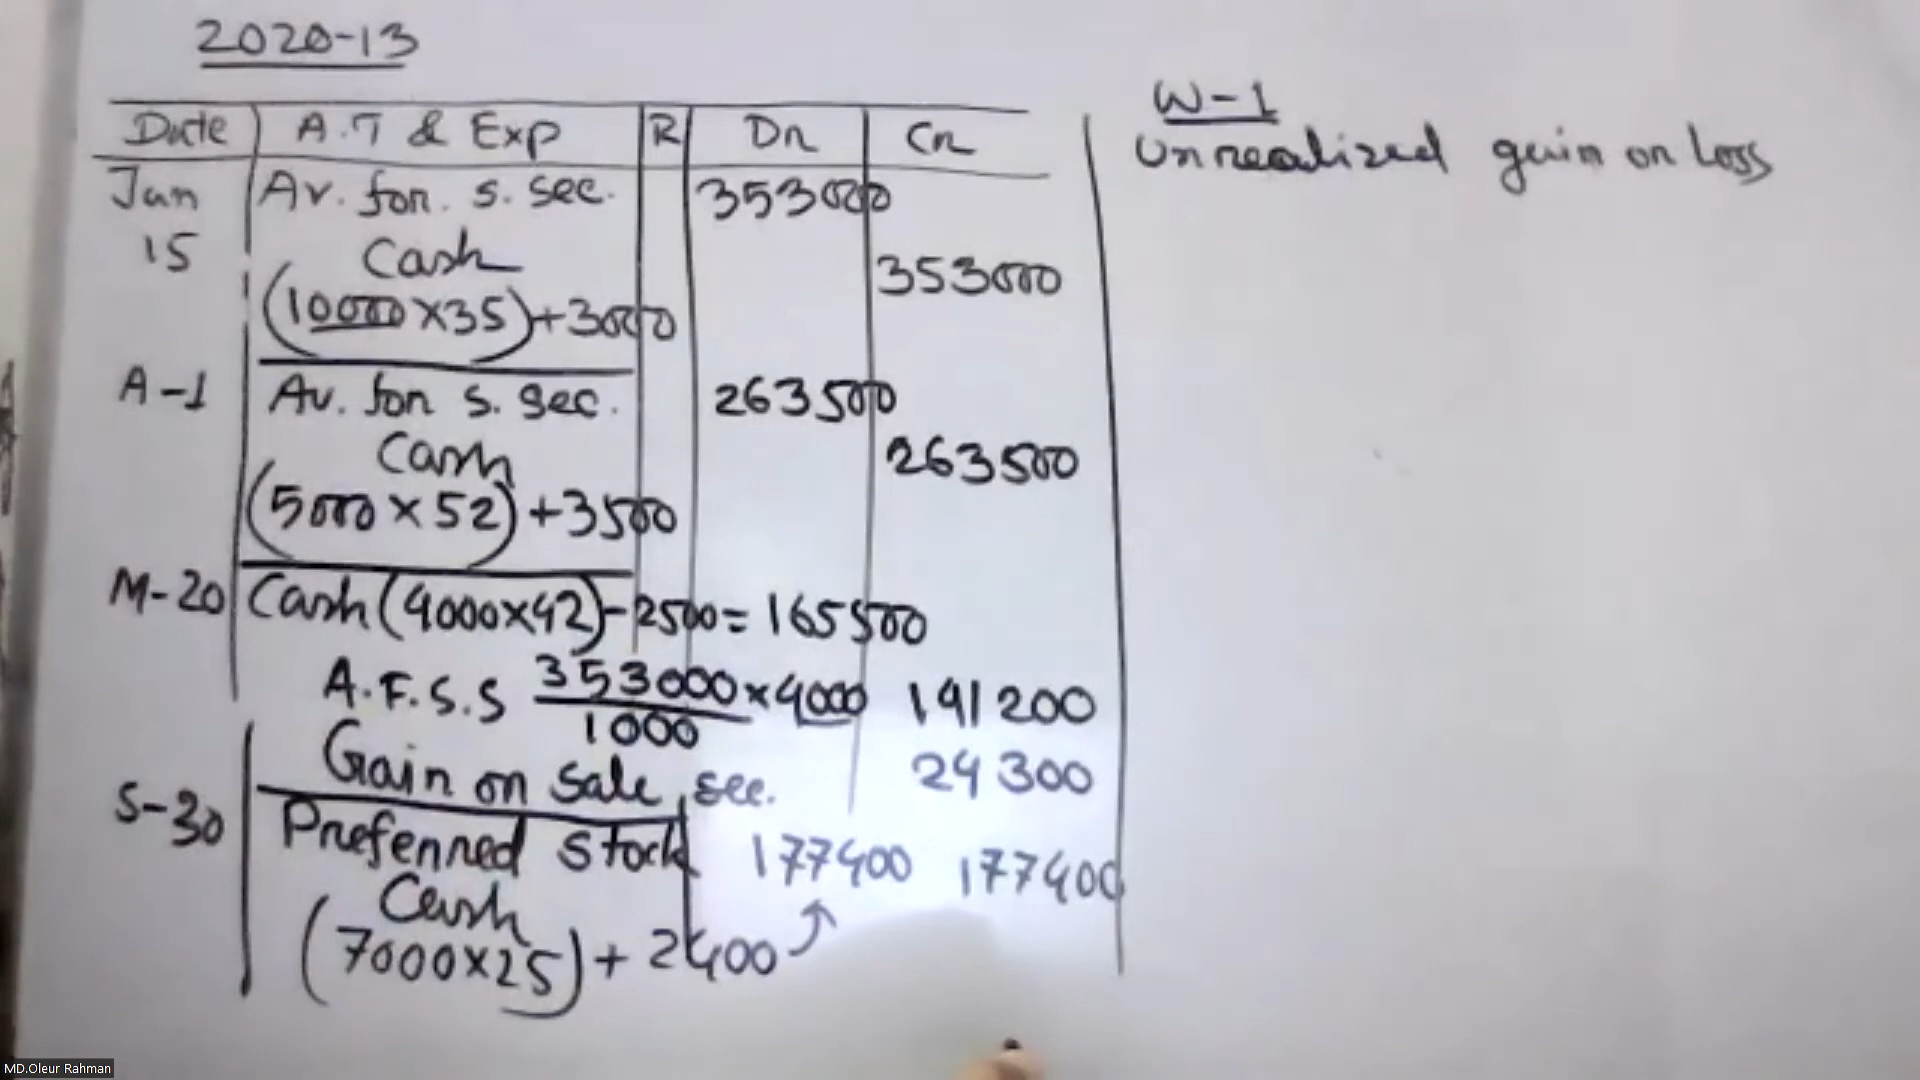 2020-13
Date A.T & Exp R Dr Cr
Jan Av. for. s. sec. 353000
15 Cash 353000
(10000×35)+3000
A-1 Av. for s. sec. 263500
Cash 263500
(5000×52)+3500
M-20 Cash (4000×42)-2500= 165500
A.F.S.S 353000×4000 141200
1000
Gain on sale sec. 24300
S-30 Preferred stock 177400 177400
Cash
(7000×25)+2400
W-1
Unrealized gain or Loss
MD.Oleur Rahman